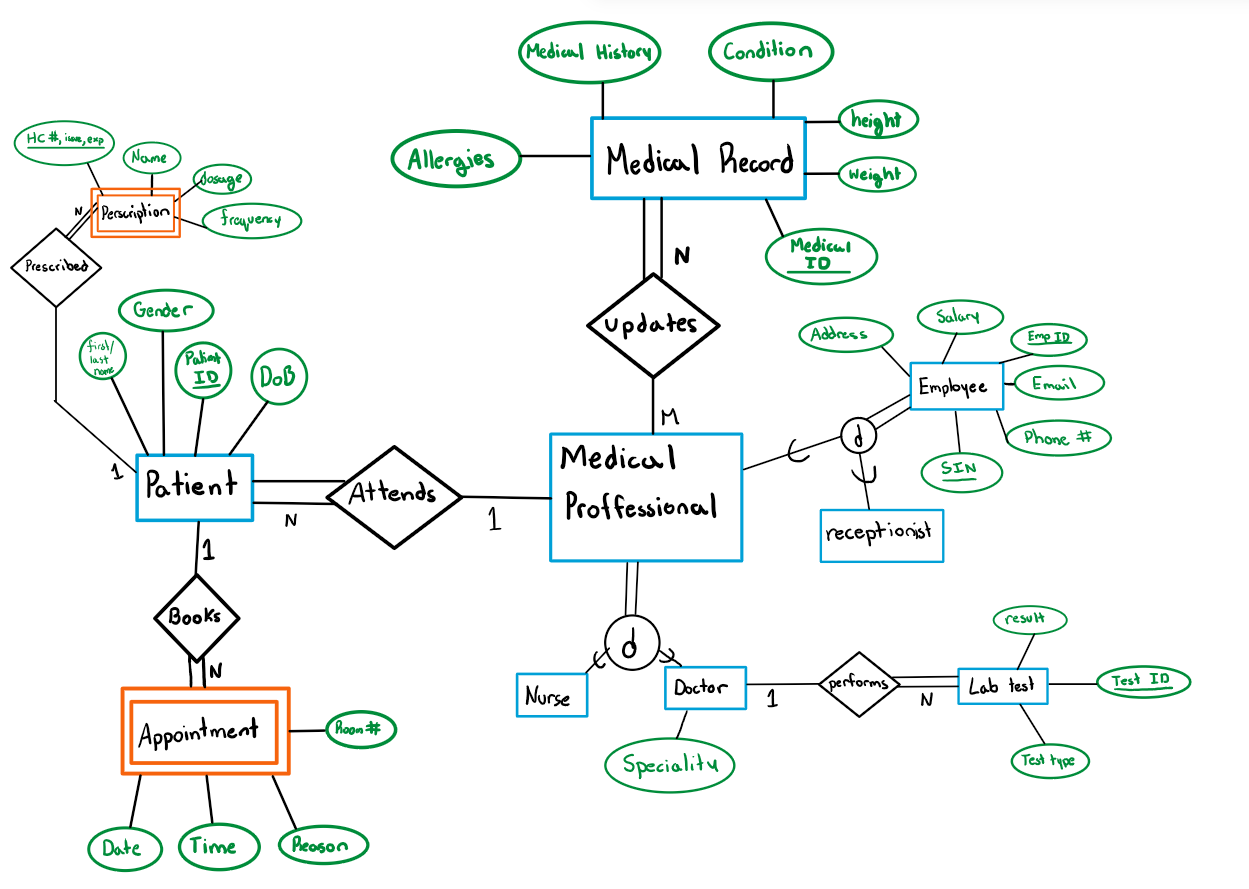 Medical History
Condition
height
Allergies
Medical Record
weight
Medical
ID
N
updates
M
HC #, issue, exp
Name
dosage
frequency
Perscription
N
Prescribed
1
Gender
first/
last
name
Patient
ID
DoB
Patient
N
Attends
1
Medical
Proffessional
Address
Salary
Emp ID
Employee
Email
Phone #
SIN
d
receptionist
1
Books
N
Appointment
Room #
Date
Time
Reason
d
Nurse
Doctor
Speciality
1
performs
N
Lab test
result
Test ID
Test type